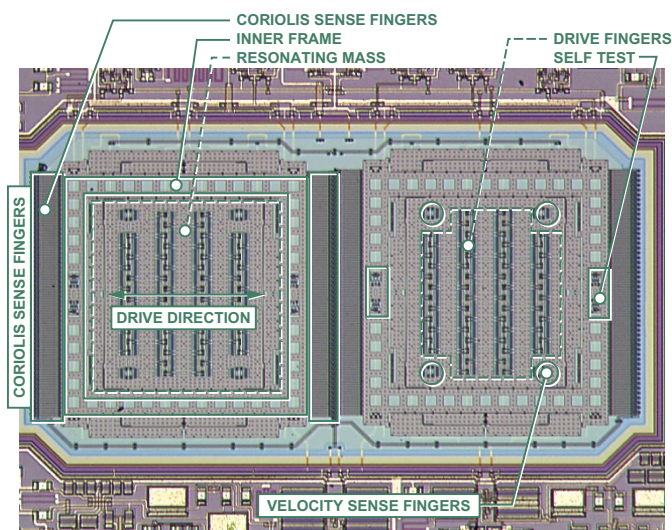 CORIOLIS SENSE FINGERS
INNER FRAME
RESONATING MASS
DRIVE FINGERS
SELF TEST
CORIOLIS SENSE FINGERS
DRIVE DIRECTION
VELOCITY SENSE FINGERS